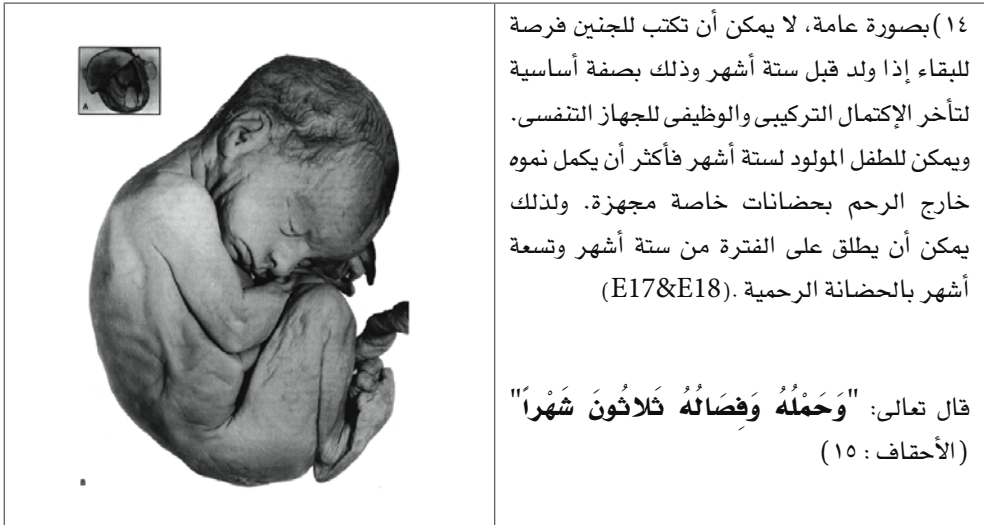 ١٤)بصورة عامة، لا يمكن أن تكتب للجنين فرصة
للبقاء إذا ولد قبل ستة أشهر وذلك بصفة أساسية
لتأخر الإكتمال التركيبى والوظيفى للجهاز التنفسى.
ويمكن للطفل المولود لستة أشهر فأكثر أن يكمل نموه
خارج الرحم بحضانات خاصة مجهزة. ولذلك
يمكن أن يطلق على الفترة من ستة أشهر وتسعة
أشهر بالحضانة الرحمية .(E17&E18)
قال تعالى: "وَحَمْلُهُ وَفِصَالُهُ ثَلاثُونَ شَهْراً"
(الأحقاف : ١٥)
A
B